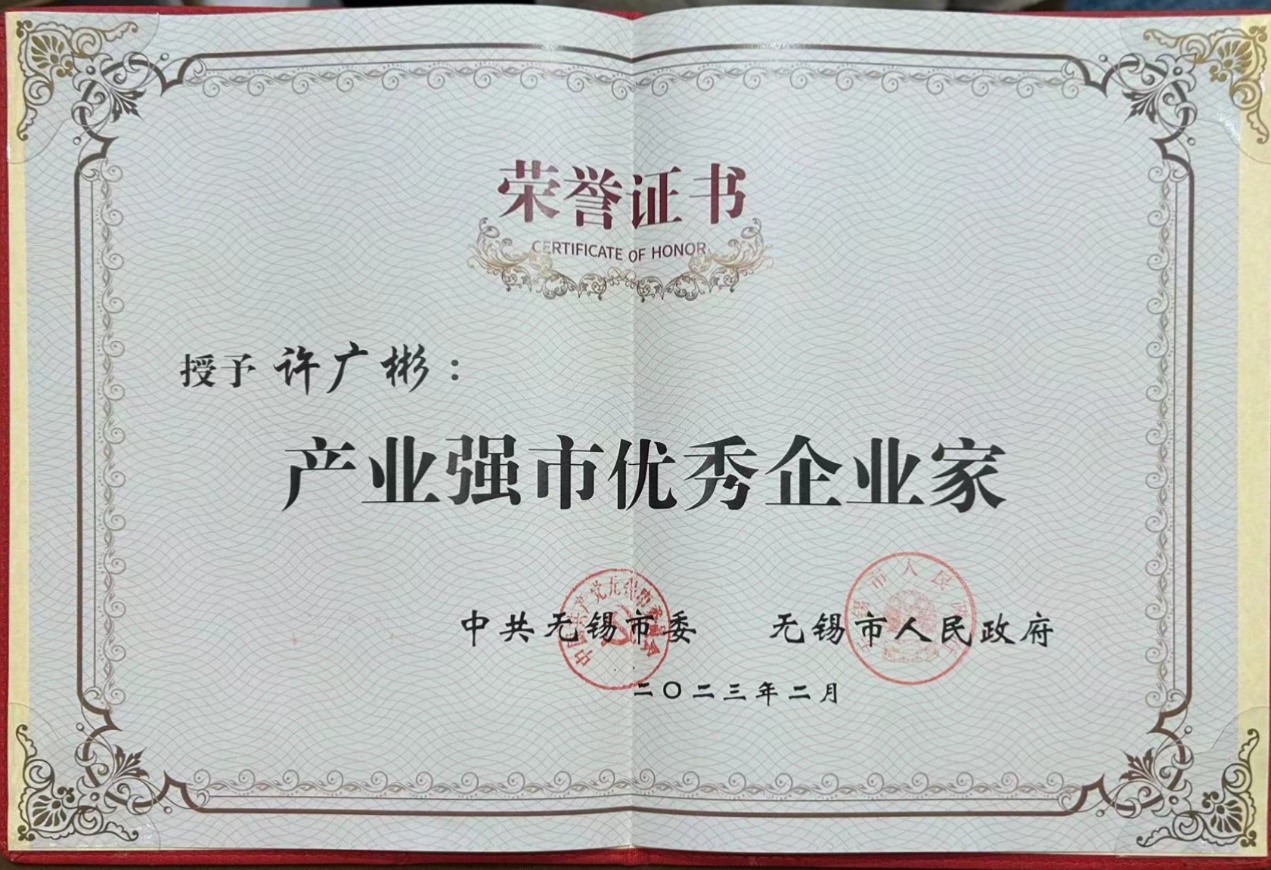 荣誉证书
CERTIFICATE OF HONOR
授予 许广彬：
产业强市优秀企业家
中共无锡市委 无锡市人民政府
二〇二三年二月